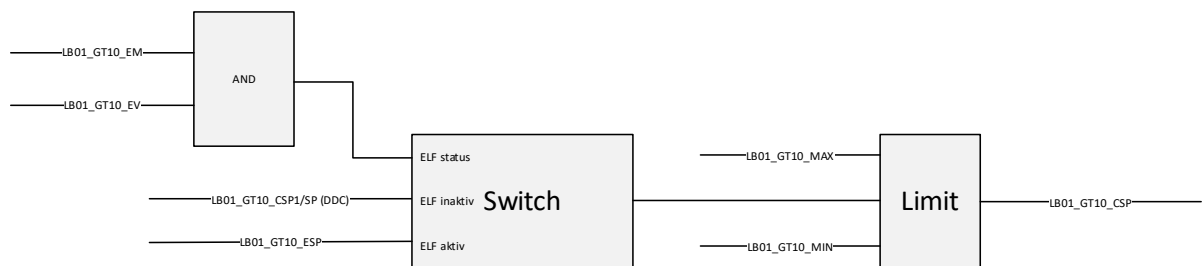 LB01_GT10_EM
AND
LB01_GT10_EV
ELF status
LB01_GT10_MAX
LB01_GT10_CSP1/SP (DDC)
ELF inaktiv
Switch
Limit
LB01_GT10_CSP
LB01_GT10_ESP
ELF aktiv
LB01_GT10_MIN